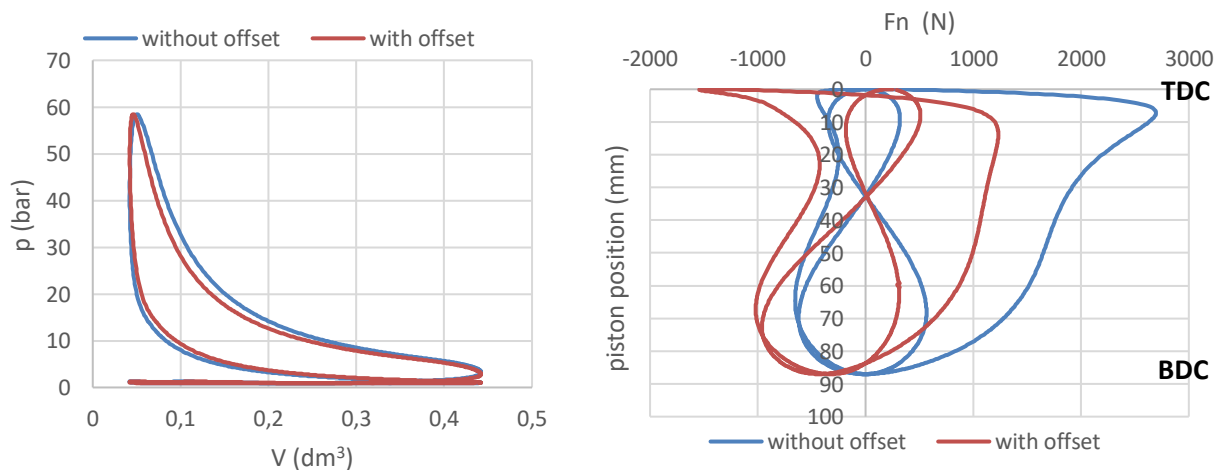 without offset with offset
70
60
50
40
30
20
10
0
p (bar)
0 0,1 0,2 0,3 0,4 0,5
V (dm³)
Fn (N)
-2000 -1000 0 1000 2000 3000
TDC
0
10
20
30
40
50
60
70
80
90
100
piston position (mm)
BDC
without offset with offset